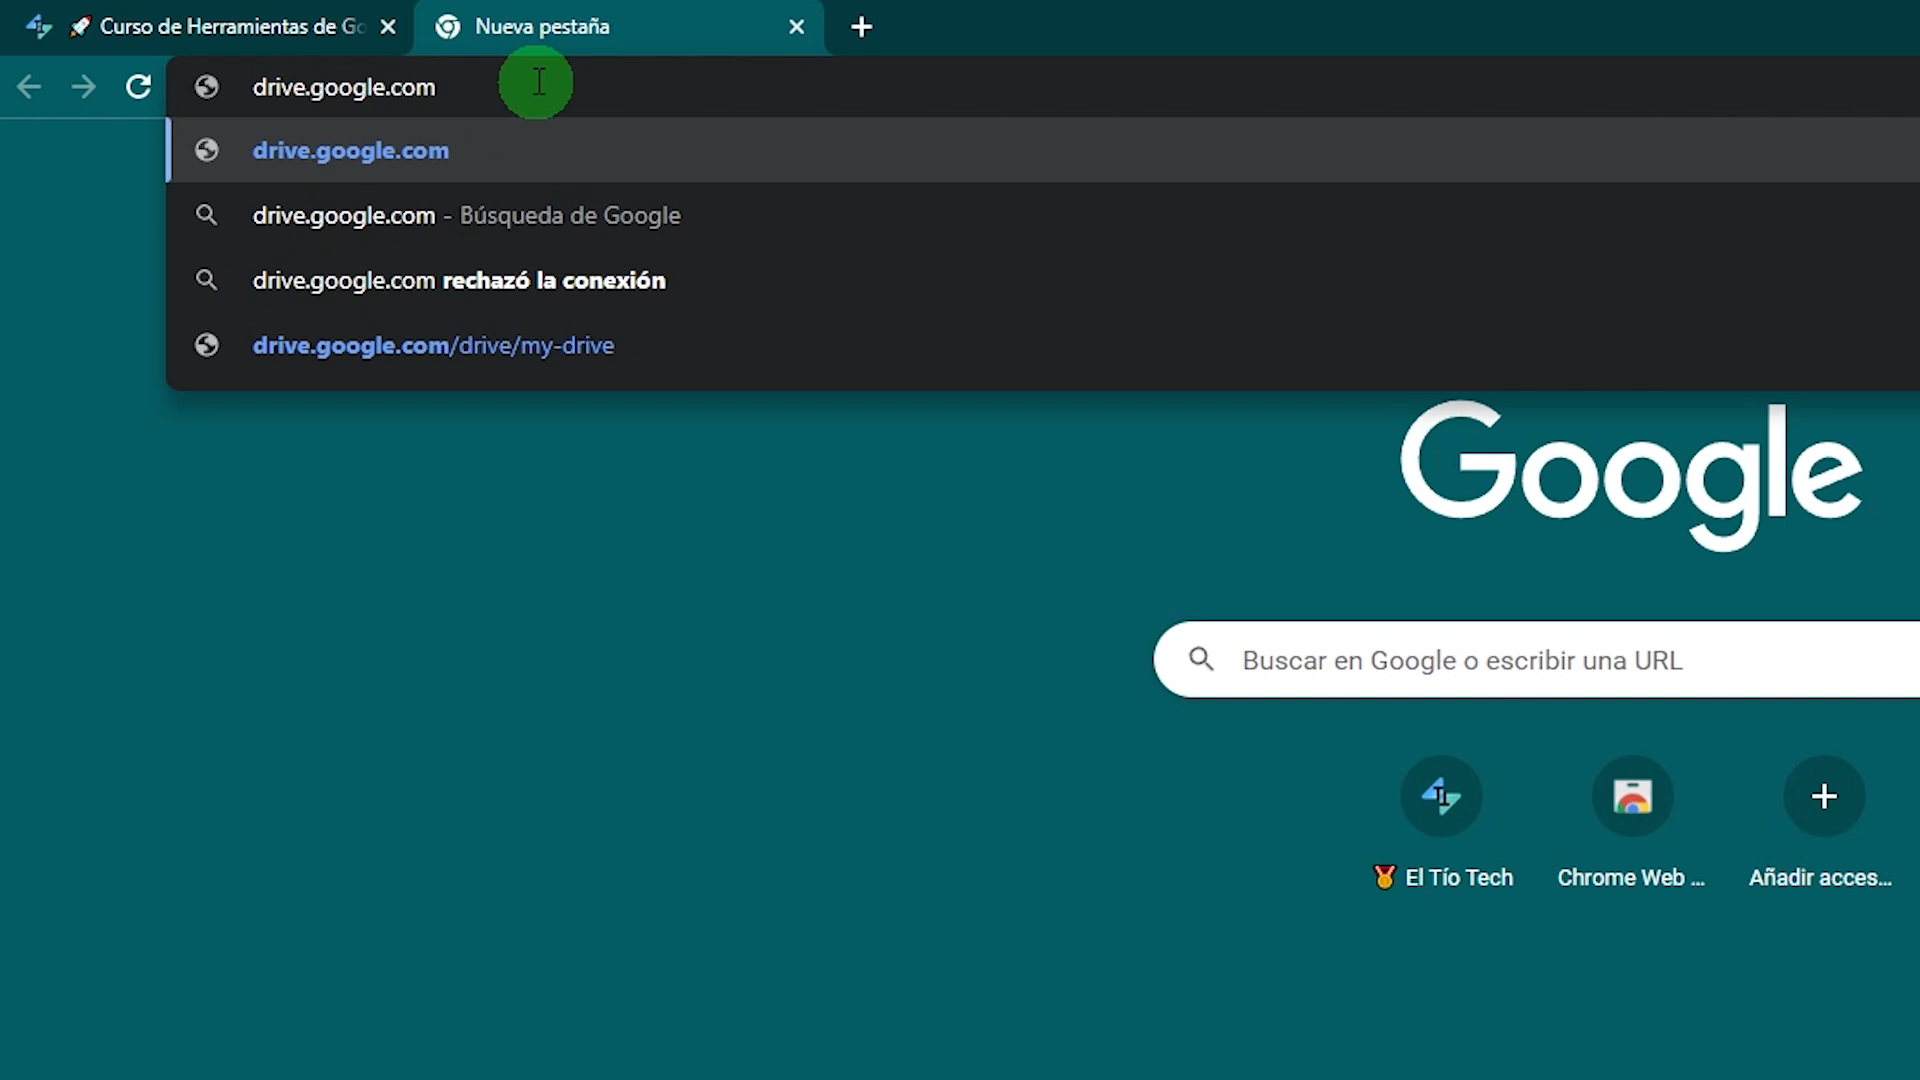 Curso de Herramientas de Go
Nueva pestaña
drive.google.com
drive.google.com
drive.google.com - Búsqueda de Google
drive.google.com rechazó la conexión
drive.google.com/drive/my-drive
Google
Buscar en Google o escribir una URL
El Tío Tech
Chrome Web ...
Añadir acces...